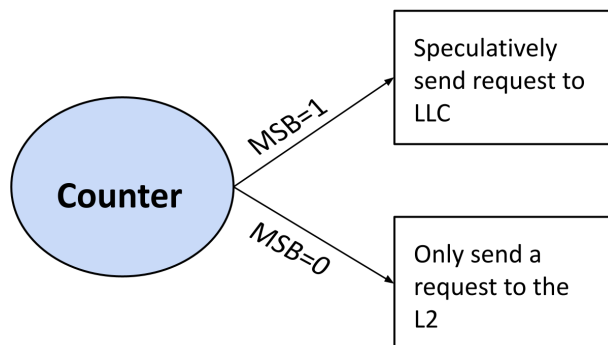 Speculatively
send request to
LLC
MSB=1
Counter
MSB=0
Only send a
request to the
L2